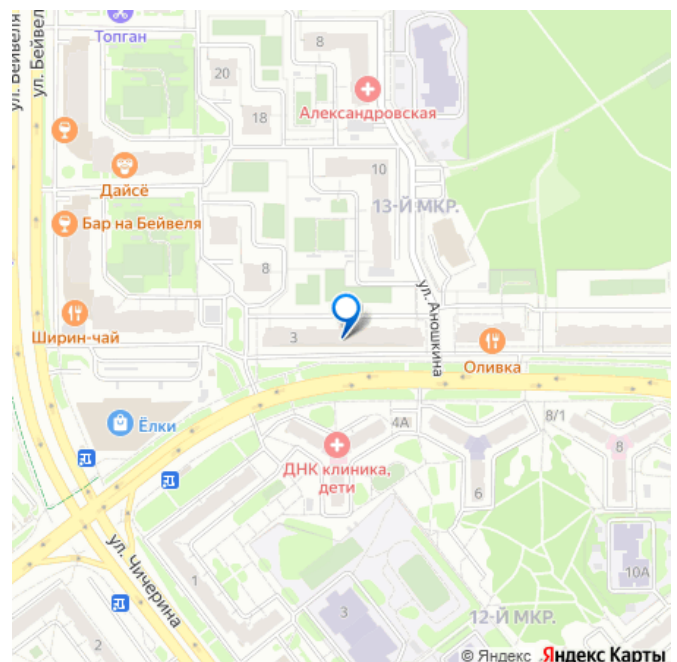 ул. Бейвеля
ул. Бейвел
Топган
8
20
18
Александровская
Дайсё
10
13-Й МКР.
Бар на Бейвеля
8
ул. Аношкина
Ширин-чай
3
Оливка
Ёлки
4А
8/1
ДНК клиника,
дети
8
6
ул. Чичерина
1
10А
3
12-Й МКР.
2
© Яндекс Яндекс Карты